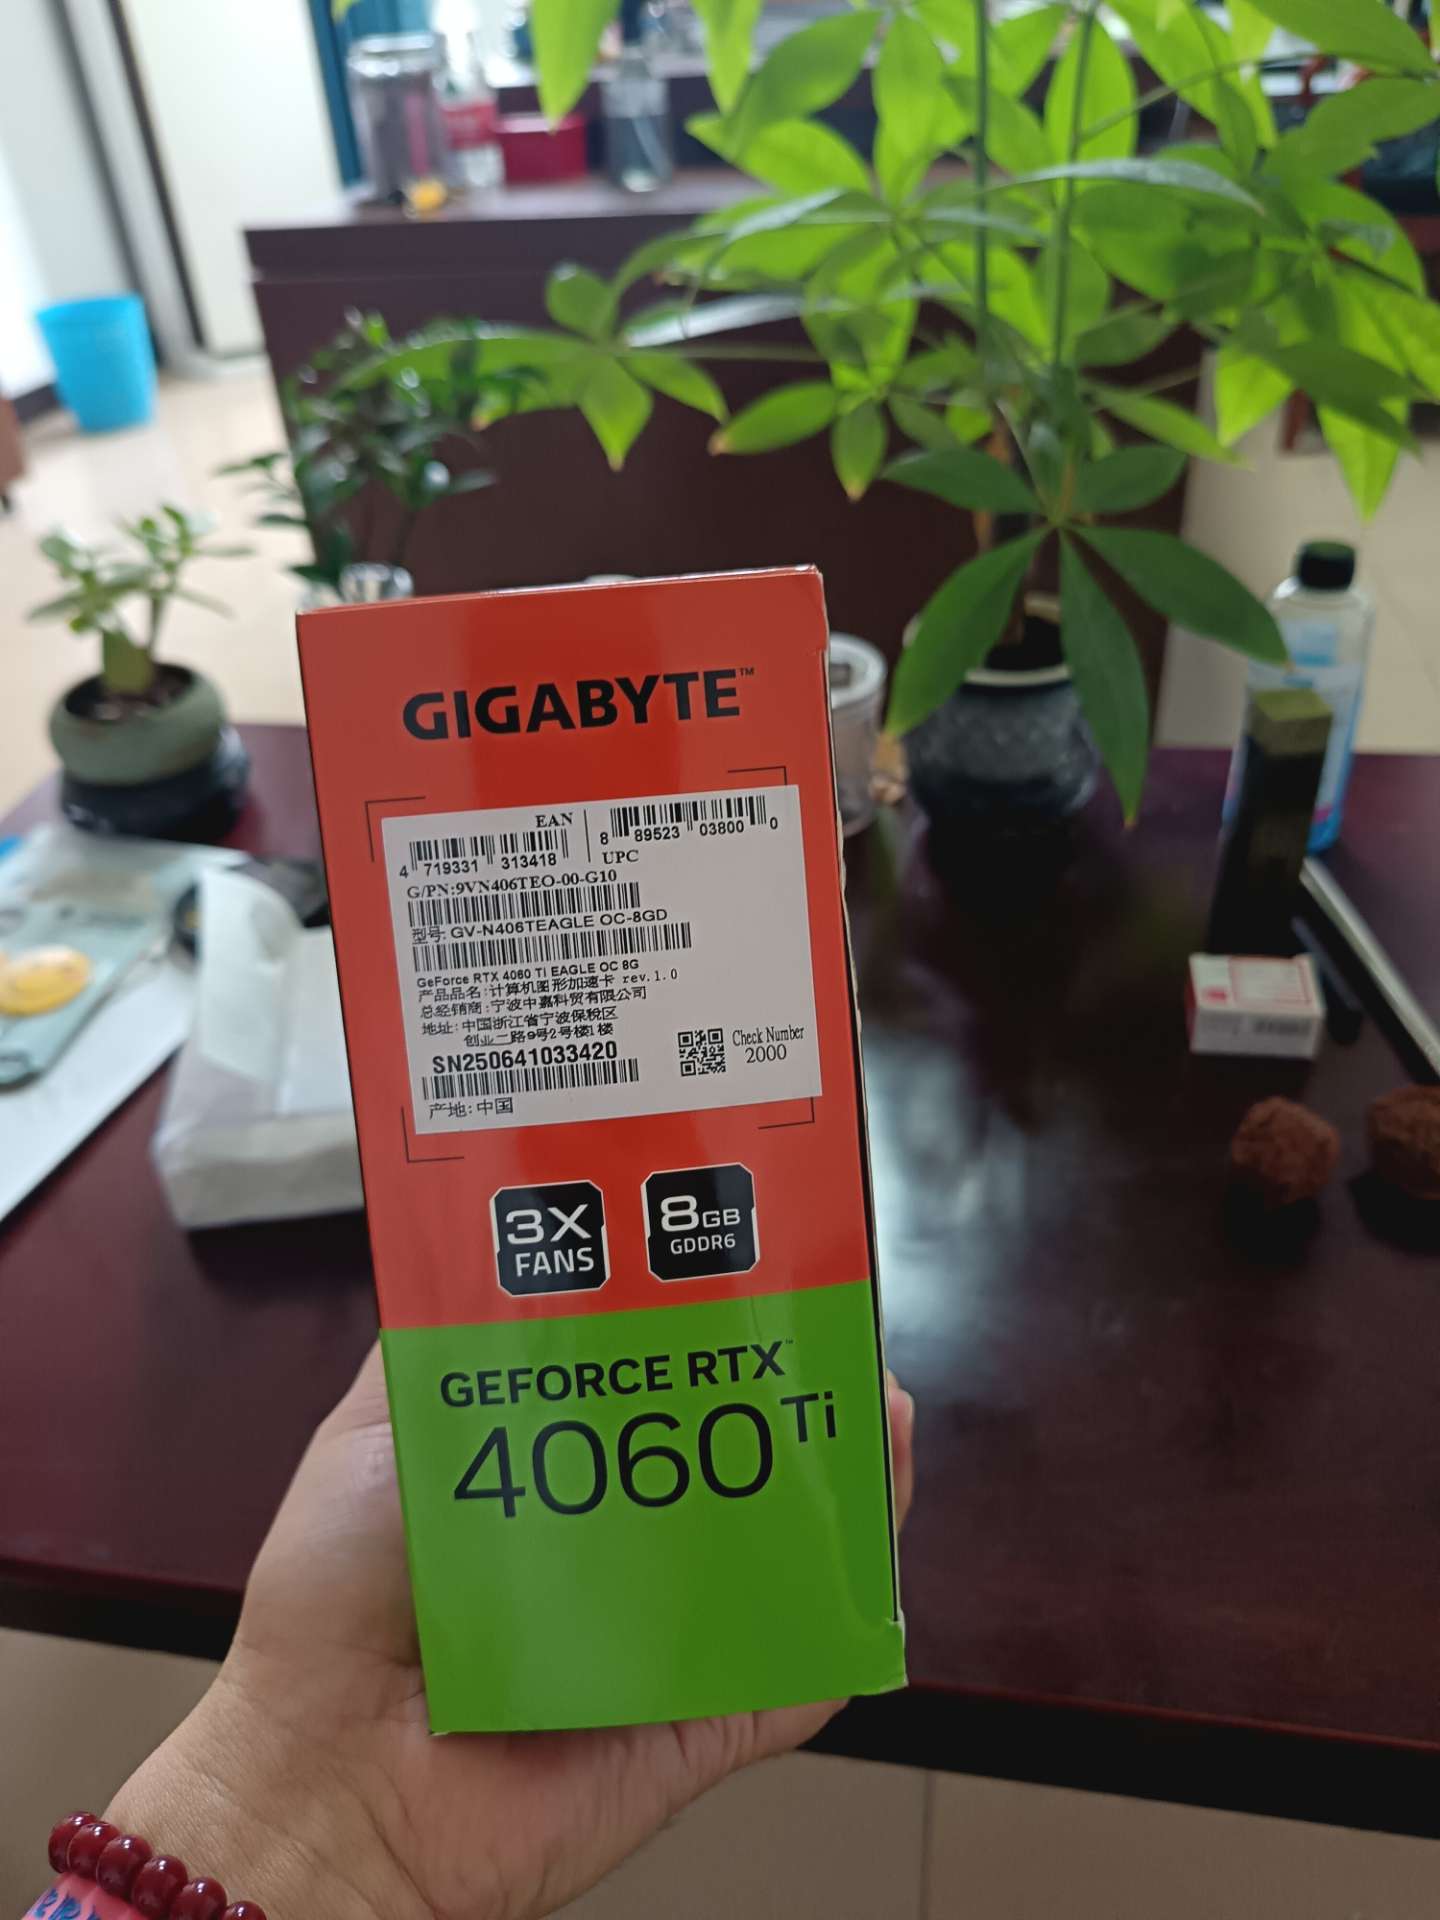 GIGABYTE™
EAN
4 719331 313418
8 89523 03800 0
UPC
G/PN:9VN406TEO-00-G10
型号: GV-N406TEAGLE OC-8GD
GeForce RTX 4060 Ti EAGLE OC 8G
产品品名:计算机图形加速卡 rev.1.0
总经销商:宁波中嘉科贸有限公司
地址:中国浙江省宁波保税区
创业二路9号2号楼1楼
SN250641033420
Check Number
2000
产地:中国
3X
FANS
8GB
GDDR6
GEFORCE RTX™
4060 Ti